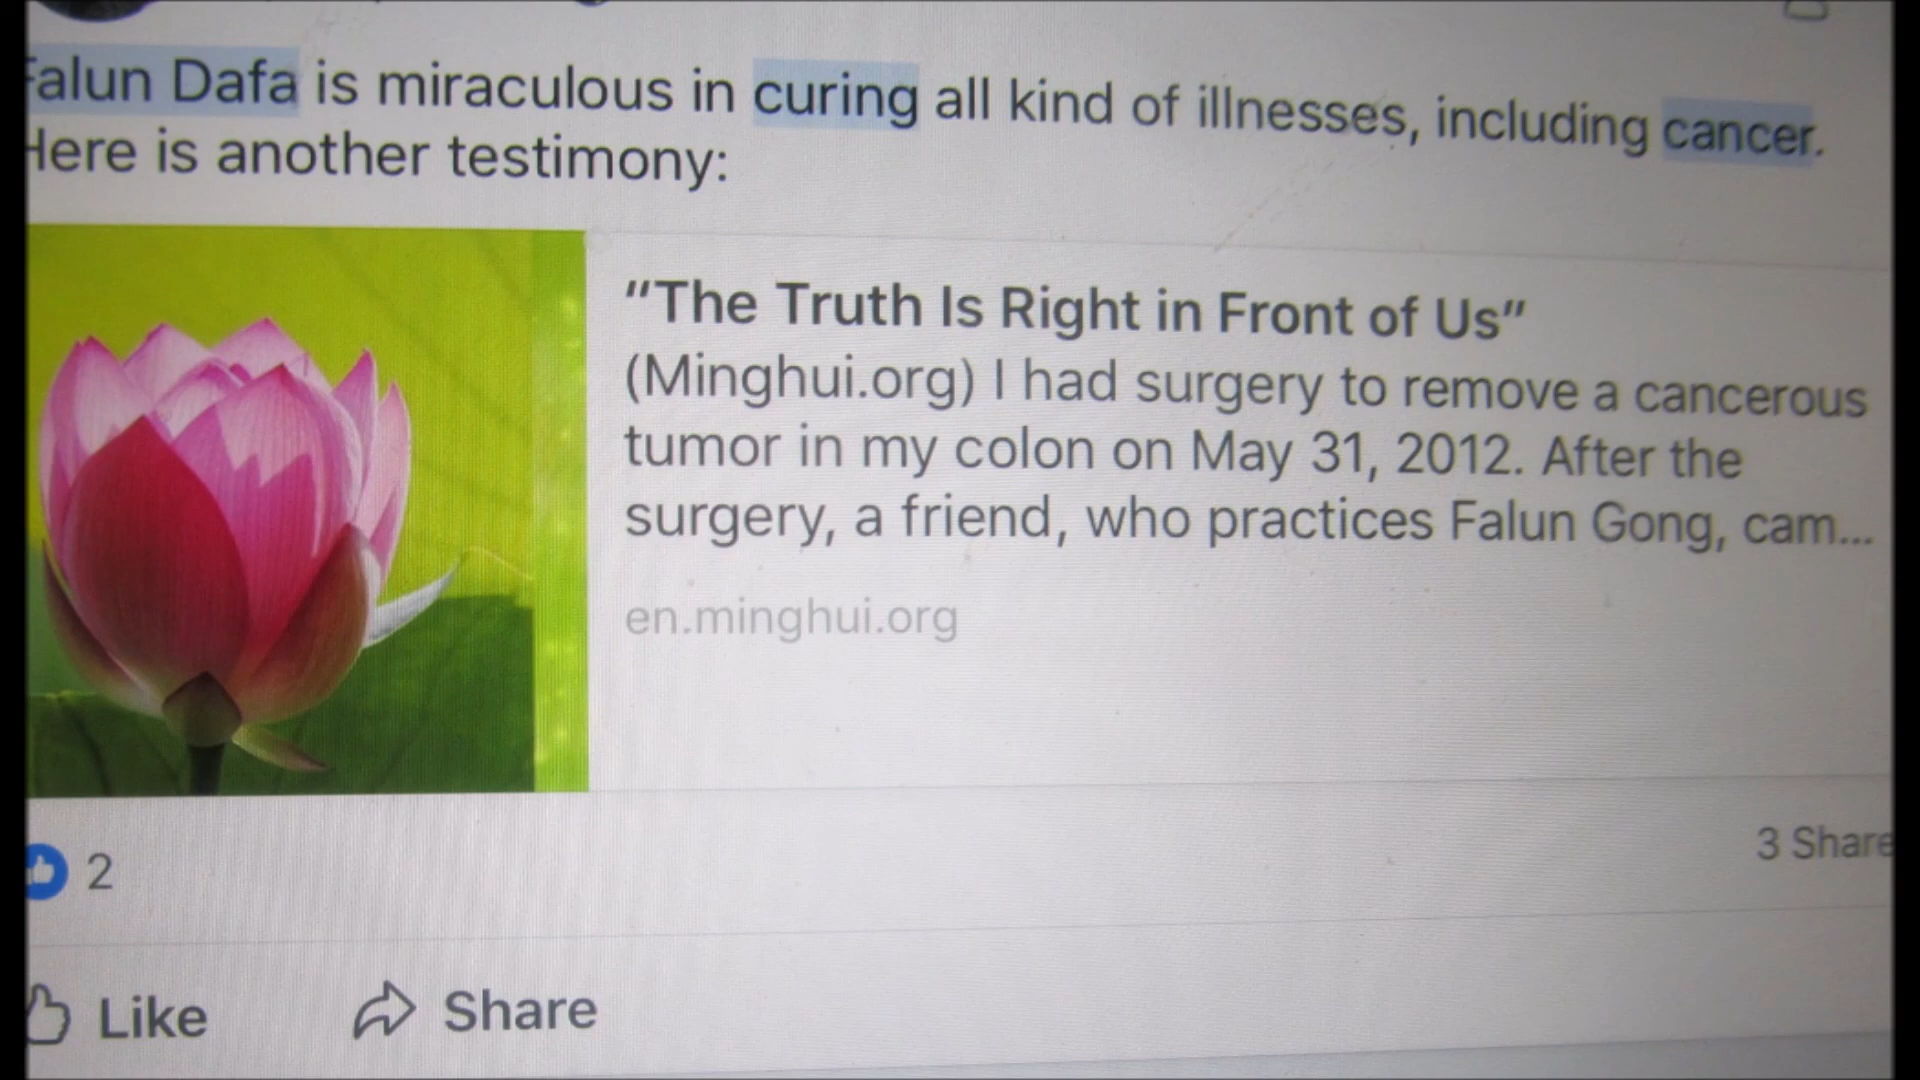 Falun Dafa is miraculous in curing all kind of illnesses, including cancer.
Here is another testimony:
"The Truth Is Right in Front of Us"
(Minghui.org) I had surgery to remove a cancerous
tumor in my colon on May 31, 2012. After the
surgery, a friend, who practices Falun Gong, cam...
en.minghui.org
2
3 Share
Like
Share